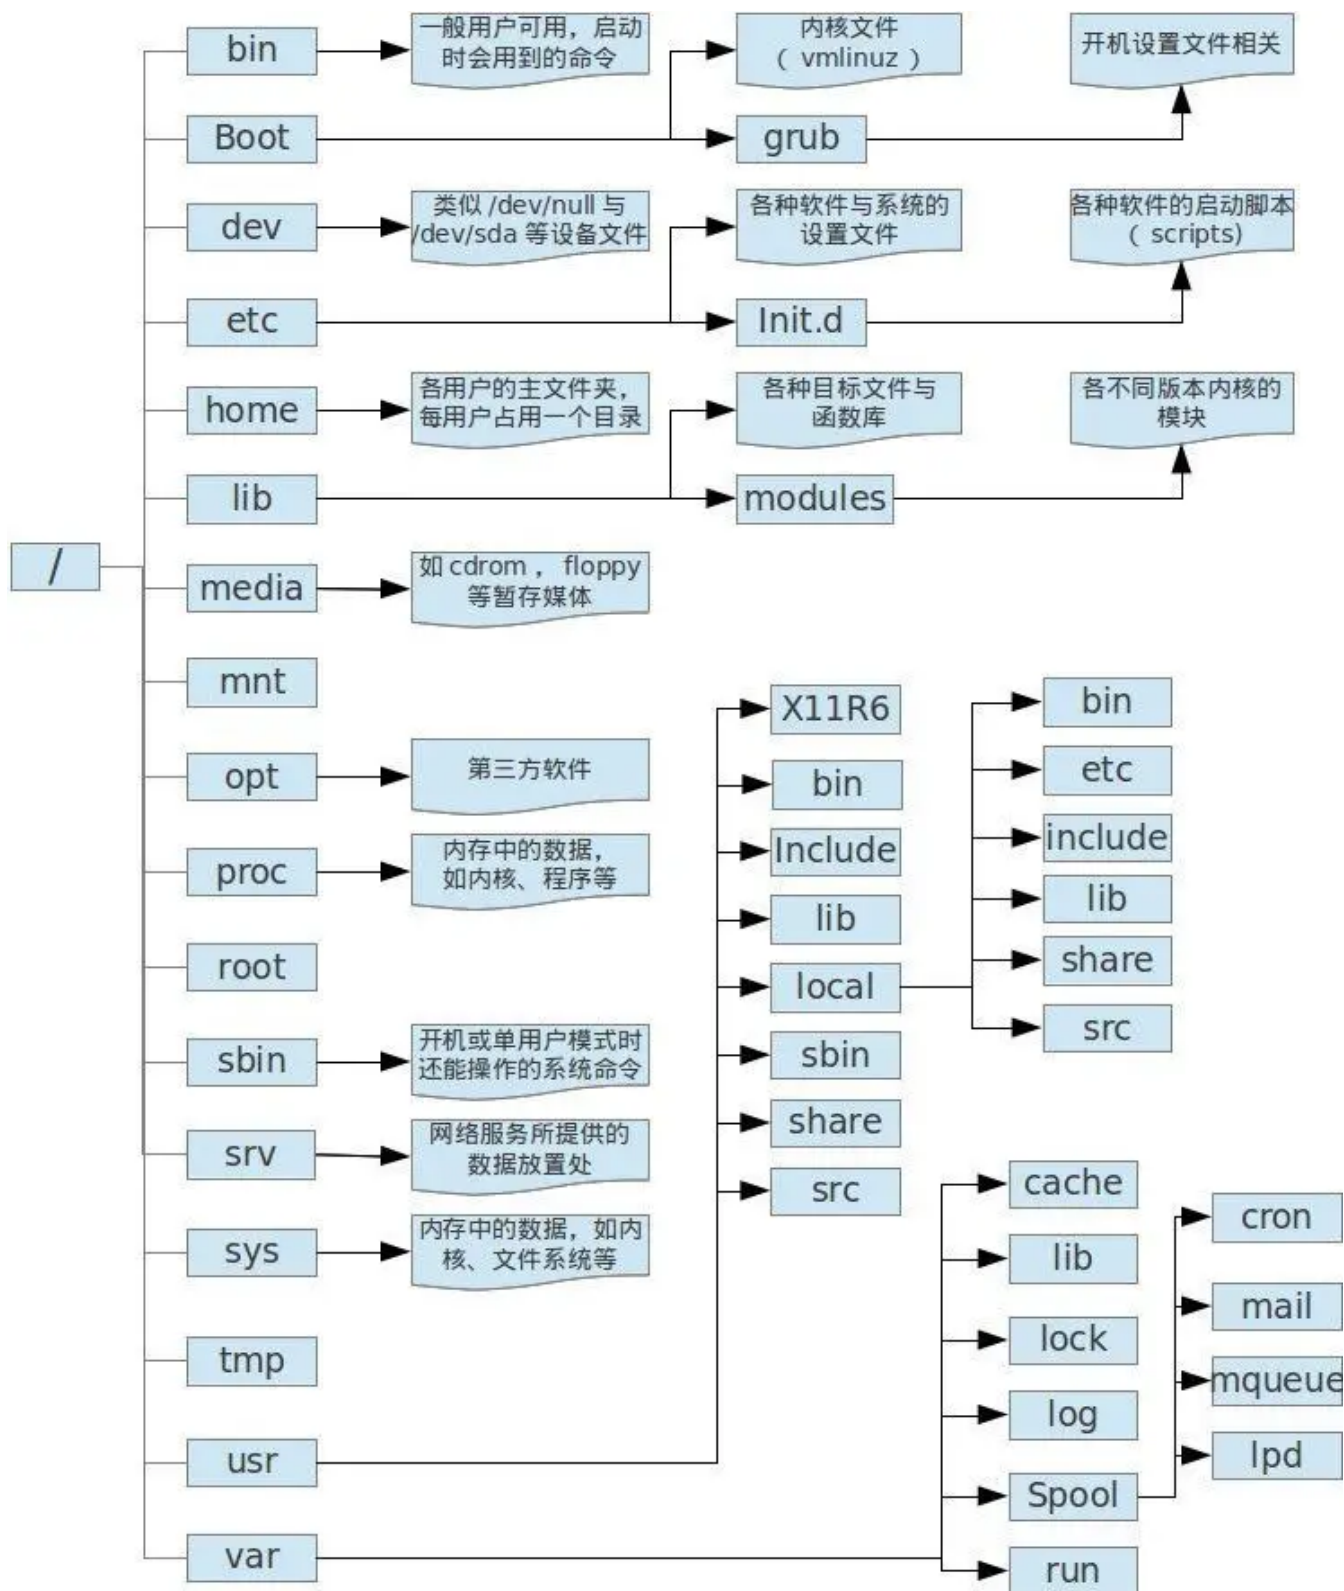 bin
一般用户可用，启动
时会用到的命令
内核文件
（ vmlinuz ）
开机设置文件相关
Boot
grub
dev
类似 /dev/null 与
/dev/sda 等设备文件
各种软件与系统的
设置文件
各种软件的启动脚本
（ scripts)
etc
Init.d
home
各用户的主文件夹，
每用户占用一个目录
各种目标文件与
函数库
各不同版本内核的
模块
lib
modules
/
media
如 cdrom ， floppy
等暂存媒体
mnt
opt
第三方软件
proc
内存中的数据，
如内核、程序等
root
sbin
开机或单用户模式时
还能操作的系统命令
srv
网络服务所提供的
数据放置处
sys
内存中的数据，如内
核、文件系统等
tmp
usr
var
X11R6
bin
Include
lib
local
sbin
share
src
bin
etc
include
lib
share
src
cache
lib
lock
log
Spool
run
cron
mail
mqueue
lpd